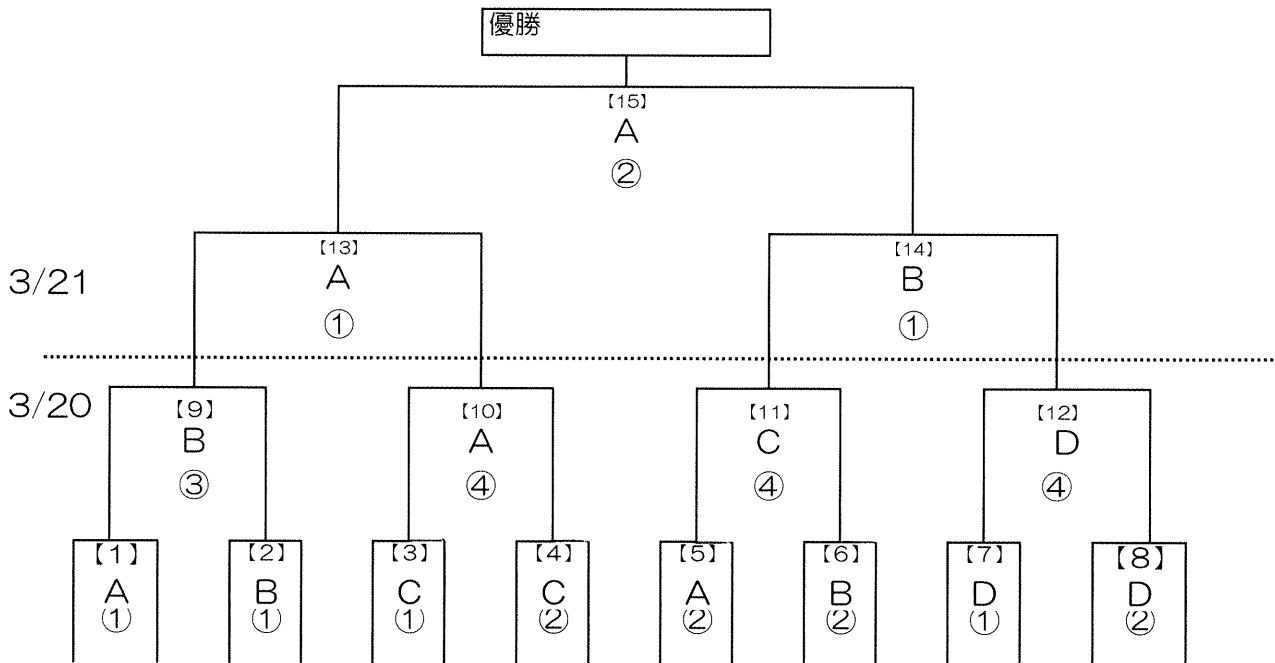 優勝
【15】
A
②
【13】 【14】
3/21 A B
① ①
3/20 【9】 【10】 【11】 【12】
B A C D
③ ④ ④ ④
【1】 【2】 【3】 【4】 【5】 【6】 【7】 【8】
A B C C A B D D
① ① ① ② ② ② ① ②